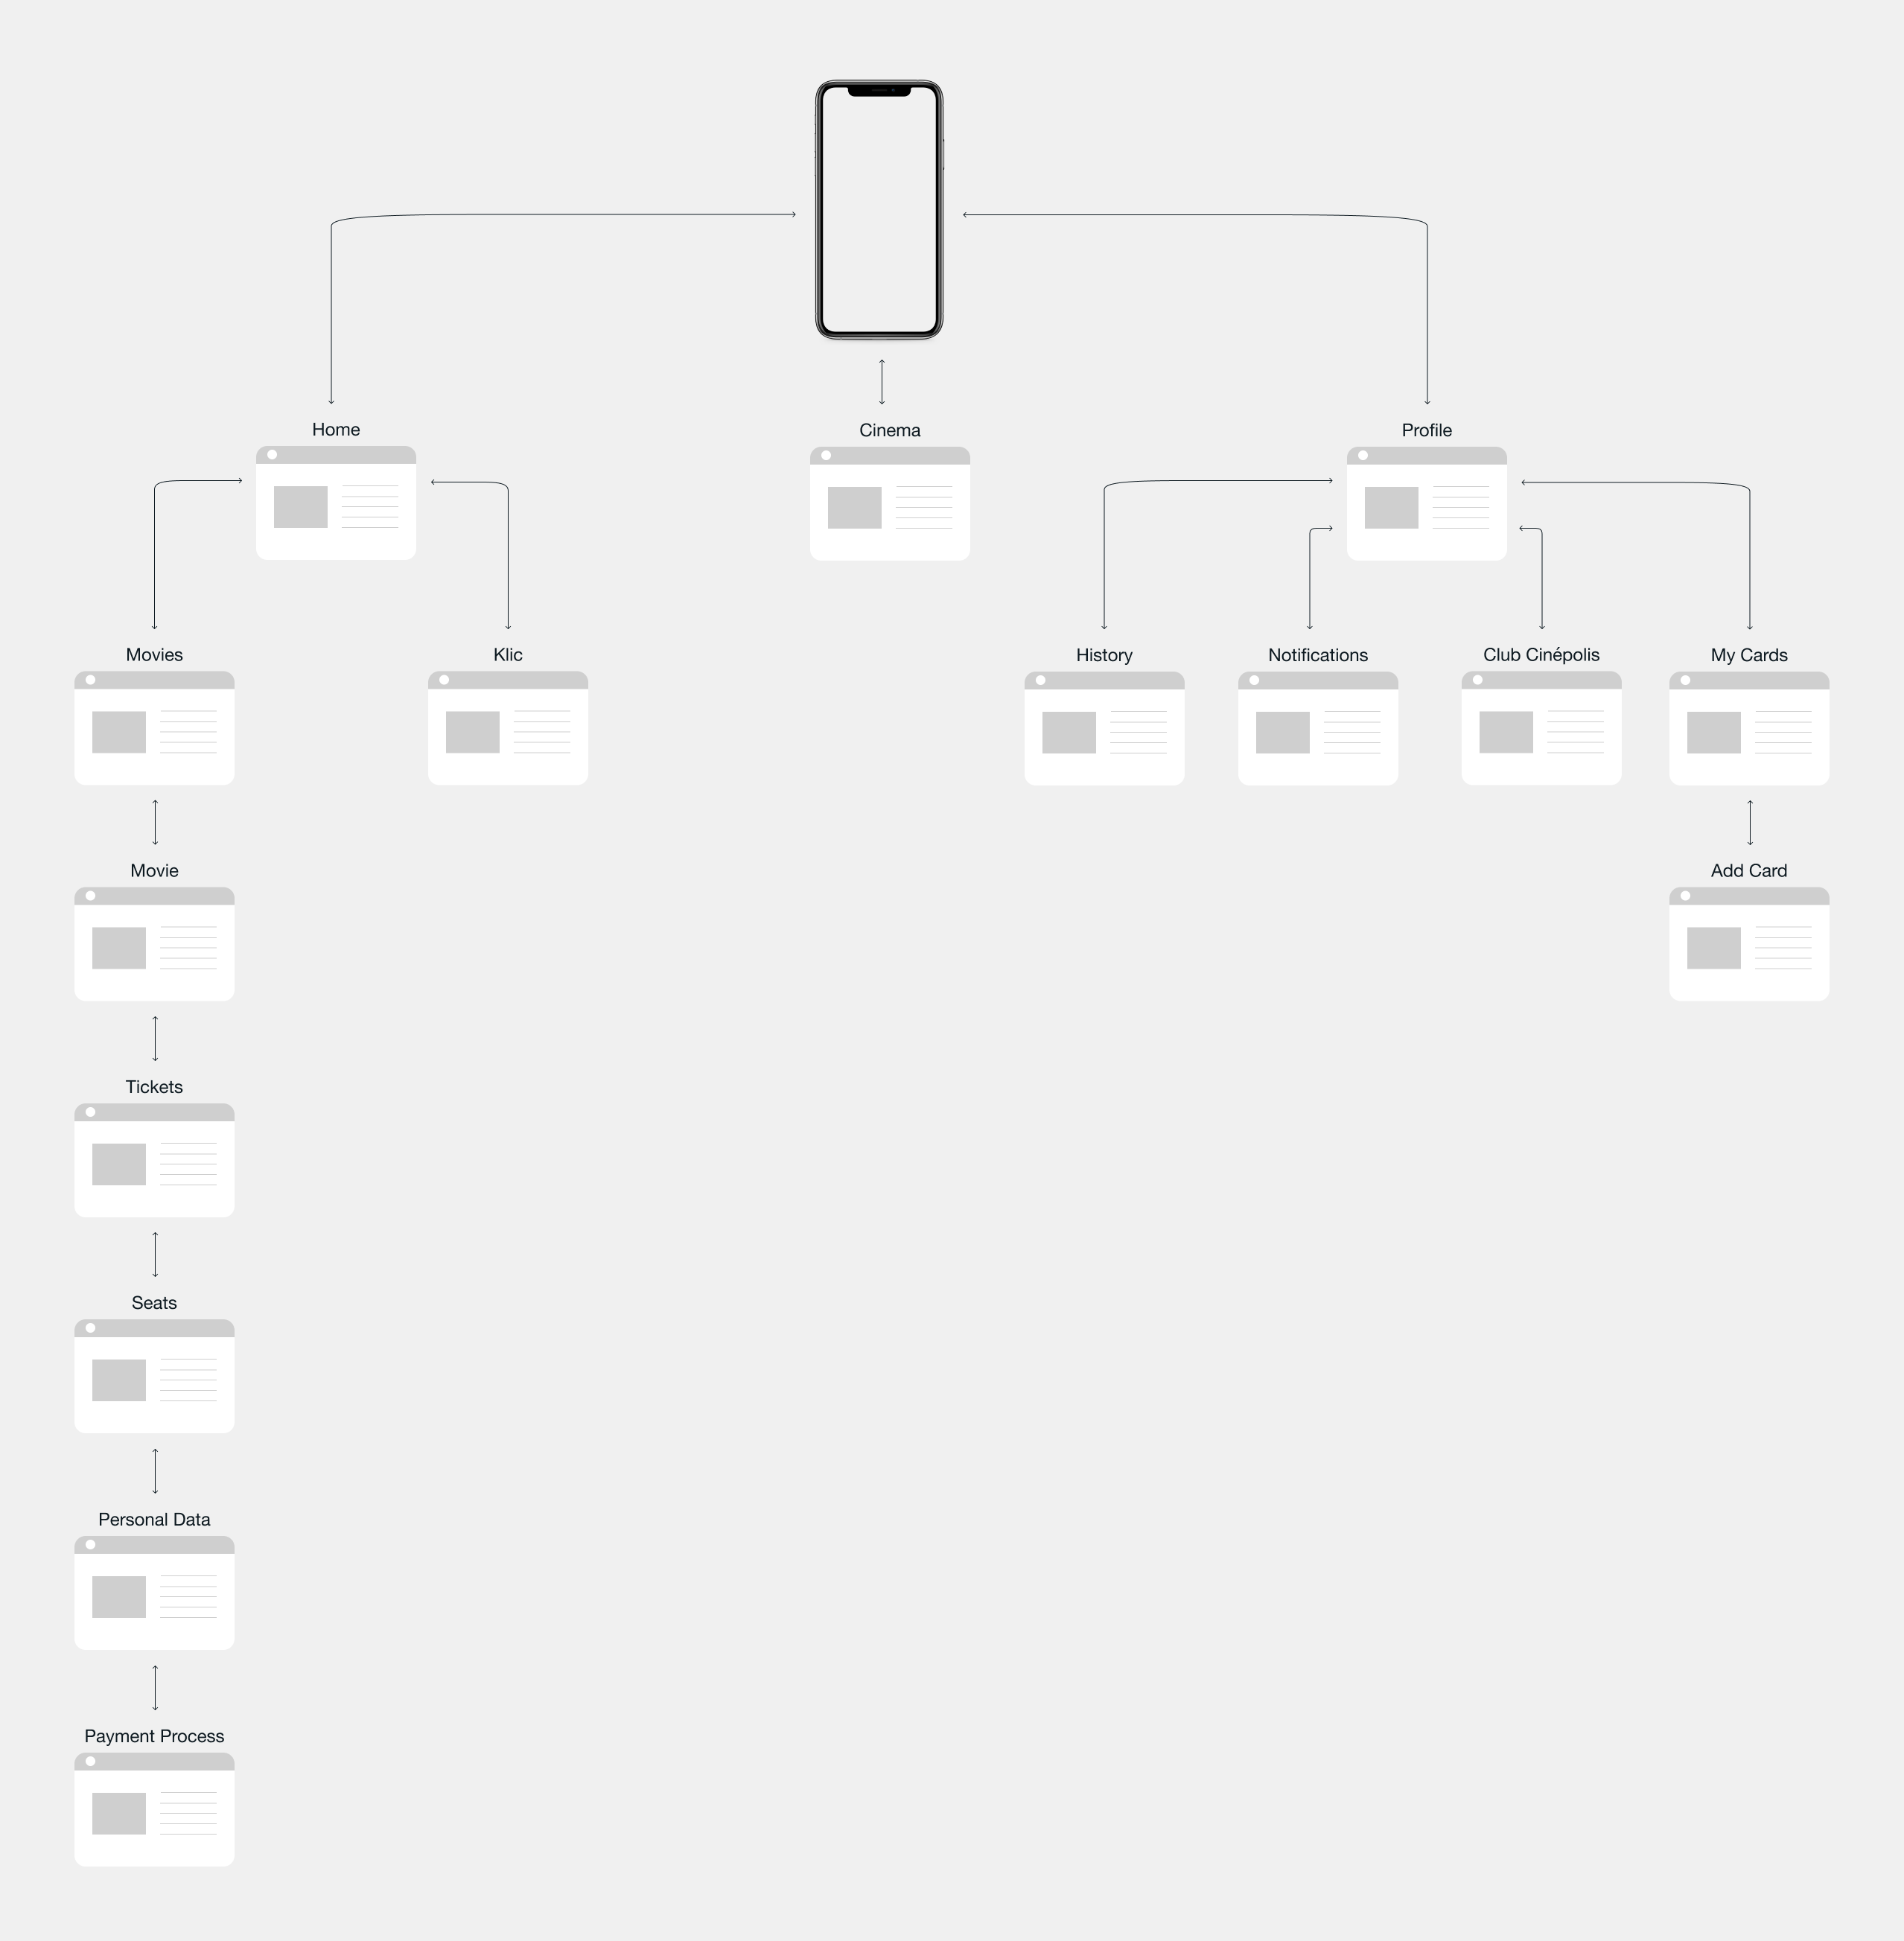 Home
Cinema
Profile
Movies
Klic
History
Notifications
Club Cinépolis
My Cards
Movie
Add Card
Tickets
Seats
Personal Data
Payment Process